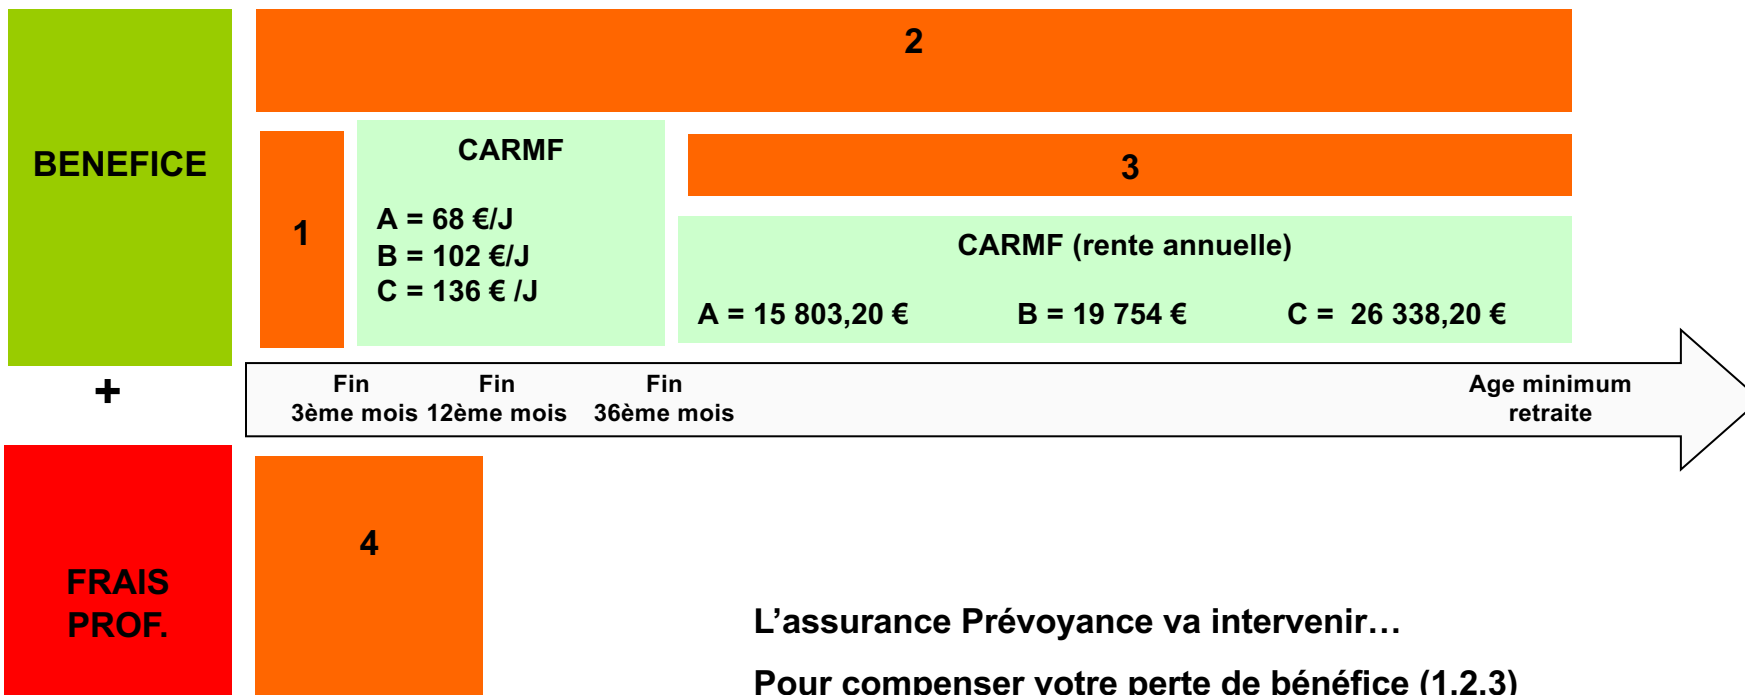 BENEFICE
2
1
CARMF
A = 68 €/J
B = 102 €/J
C = 136 € /J
3
CARMF (rente annuelle)
A = 15 803,20 € B = 19 754 € C = 26 338,20 €
+
Fin
3ème mois
Fin
12ème mois
Fin
36ème mois
Age minimum
retraite
FRAIS
PROF.
4
L’assurance Prévoyance va intervenir…
Pour compenser votre perte de bénéfice (1,2,3)